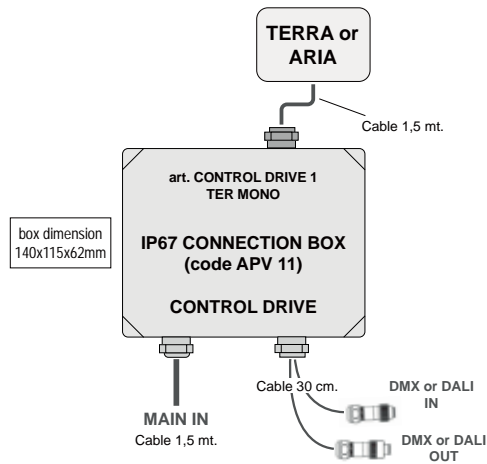 TERRA or
ARIA
Cable 1,5 mt.
art. CONTROL DRIVE 1
TER MONO
box dimension
140x115x62mm
IP67 CONNECTION BOX
(code APV 11)
CONTROL DRIVE
Cable 30 cm.
DMX or DALI
IN
MAIN IN
Cable 1,5 mt.
DMX or DALI
OUT